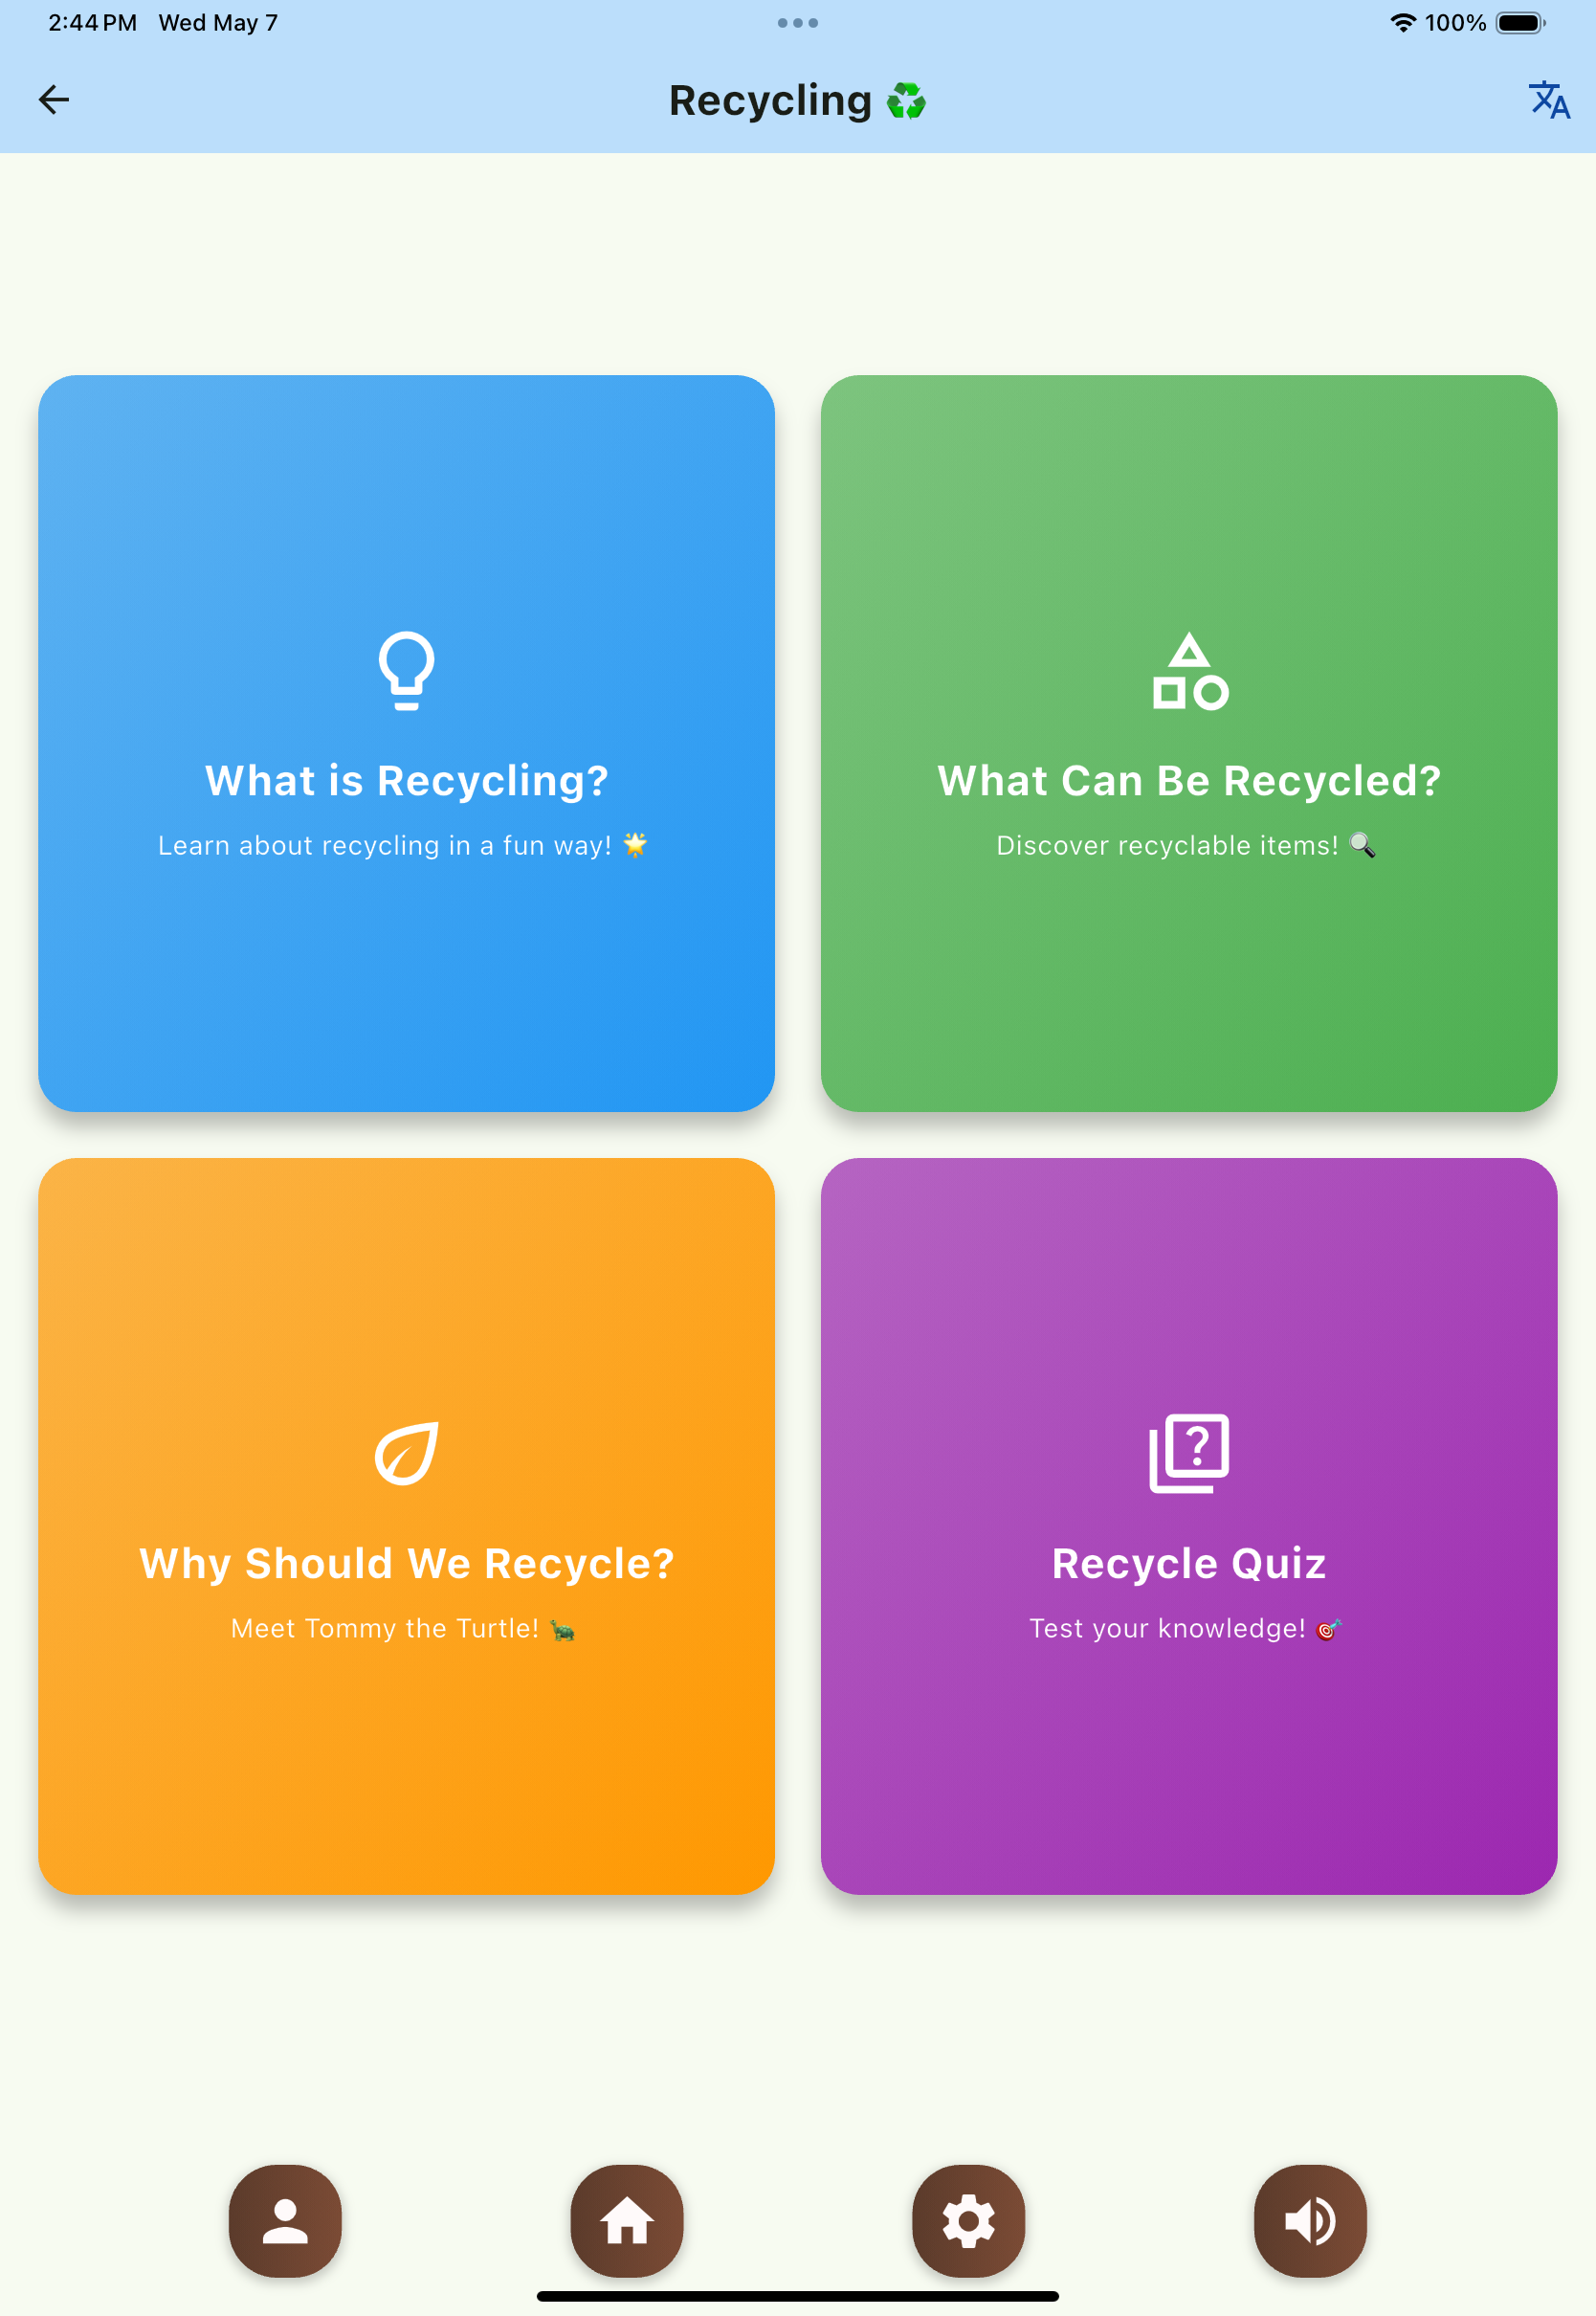 2:44 PM Wed May 7
100%
Recycling ♻️
What is Recycling?
Learn about recycling in a fun way! 🌟
What Can Be Recycled?
Discover recyclable items! 🔍
Why Should We Recycle?
Meet Tommy the Turtle! 🐢
Recycle Quiz
Test your knowledge! 🎯